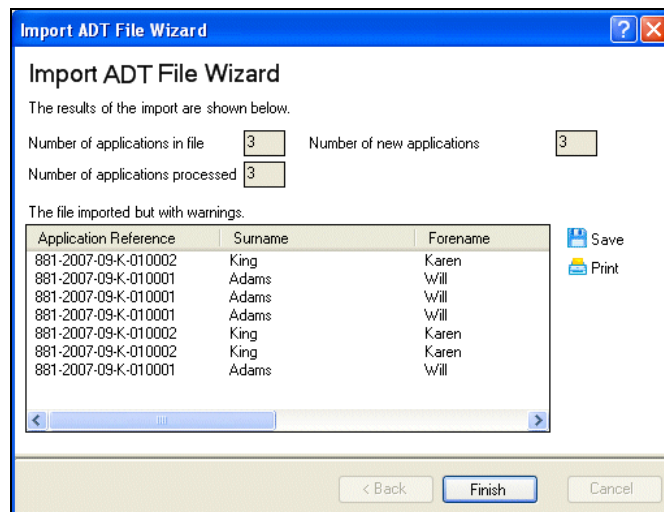 Import ADT File Wizard
Import ADT File Wizard
The results of the import are shown below.
Number of applications in file 3 Number of new applications 3
Number of applications processed 3
The file imported but with warnings.
Application Reference Surname Forename
881-2007-09-K-010002 King Karen
881-2007-09-K-010001 Adams Will
881-2007-09-K-010001 Adams Will
881-2007-09-K-010001 Adams Will
881-2007-09-K-010002 King Karen
881-2007-09-K-010002 King Karen
881-2007-09-K-010001 Adams Will
Save
Print
< Back Finish Cancel